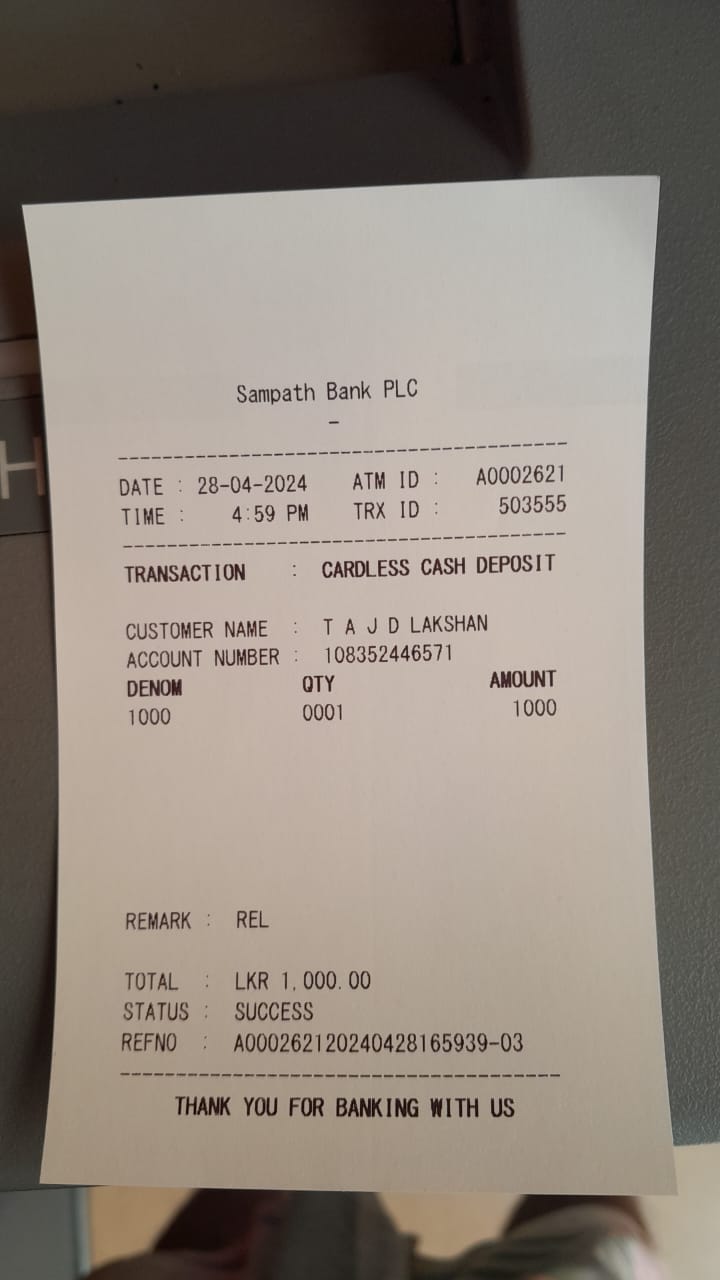 Sampath Bank PLC
-
------------------------------------------
DATE : 28-04-2024 ATM ID : A0002621
TIME : 4:59 PM TRX ID : 503555
------------------------------------------
TRANSACTION : CARDLESS CASH DEPOSIT
CUSTOMER NAME : T A J D LAKSHAN
ACCOUNT NUMBER : 108352446571
DENOM QTY AMOUNT
1000 0001 1000
REMARK : REL
TOTAL : LKR 1,000.00
STATUS : SUCCESS
REFNO : A000262120240428165939-03
------------------------------------------
THANK YOU FOR BANKING WITH US
H